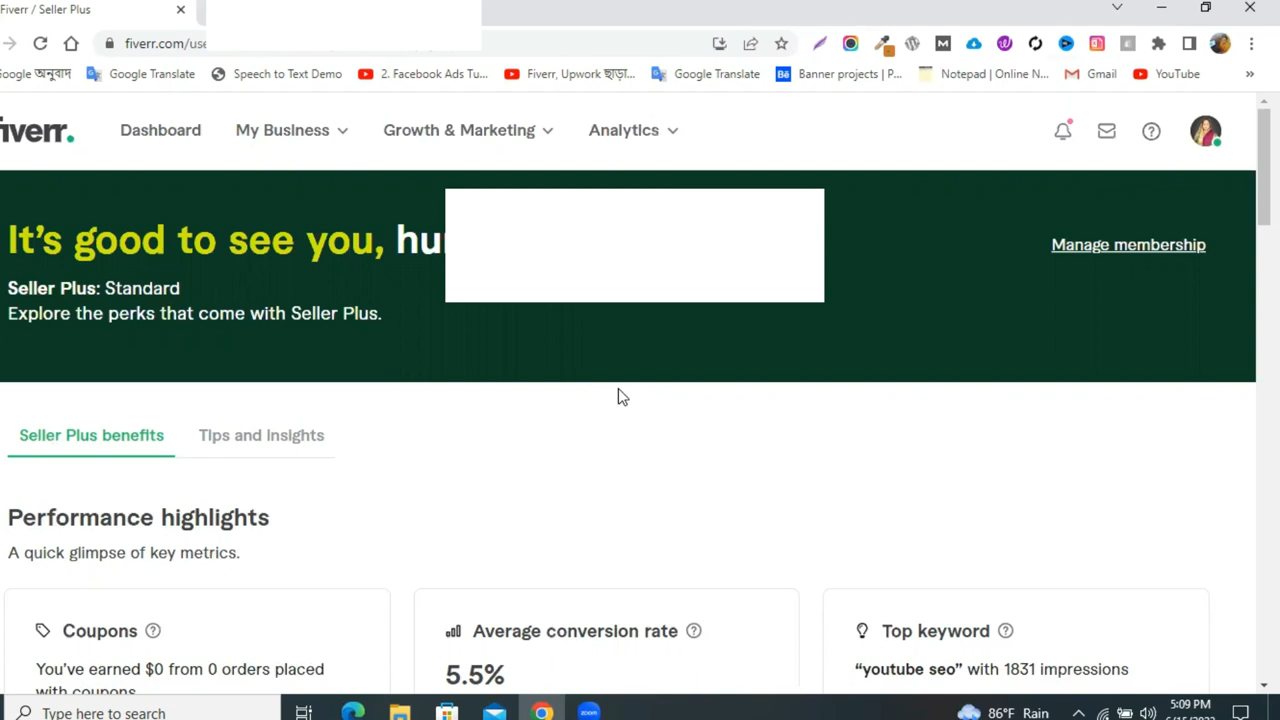 Fiverr / Seller Plus
fiverr.com/use
Google অনুবাদ Google Translate Speech to Text Demo 2. Facebook Ads Tu... Fiverr, Upwork ছাড়া... Google Translate Banner projects | P... Notepad | Online N... Gmail YouTube »
fiverr. Dashboard My Business Growth & Marketing Analytics
It's good to see you, hu
Manage membership
Seller Plus: Standard
Explore the perks that come with Seller Plus.
Seller Plus benefits Tips and insights
Performance highlights
A quick glimpse of key metrics.
Coupons Average conversion rate Top keyword
You've earned $0 from 0 orders placed
with coupons
5.5%
“youtube seo” with 1831 impressions
Type here to search
zoom
86°F Rain
5:09 PM